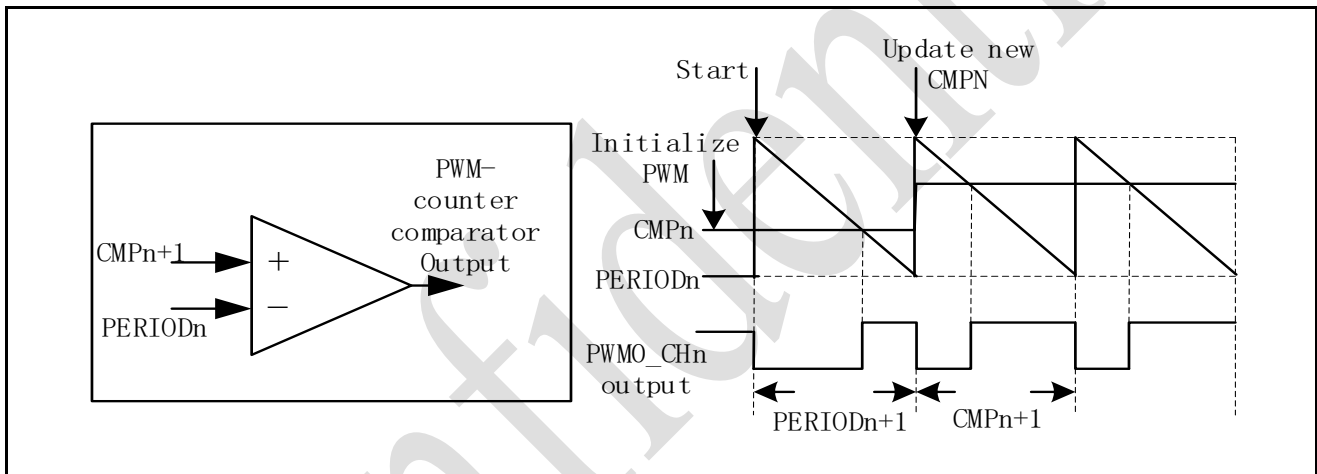 CMPn+1
PERIODn
+
−
PWM-
counter
comparator
Output
Start
Update new
CMPN
Initialize
PWM
CMPn
PERIODn
PWM0_CHn
output
PERIODn+1
CMPn+1